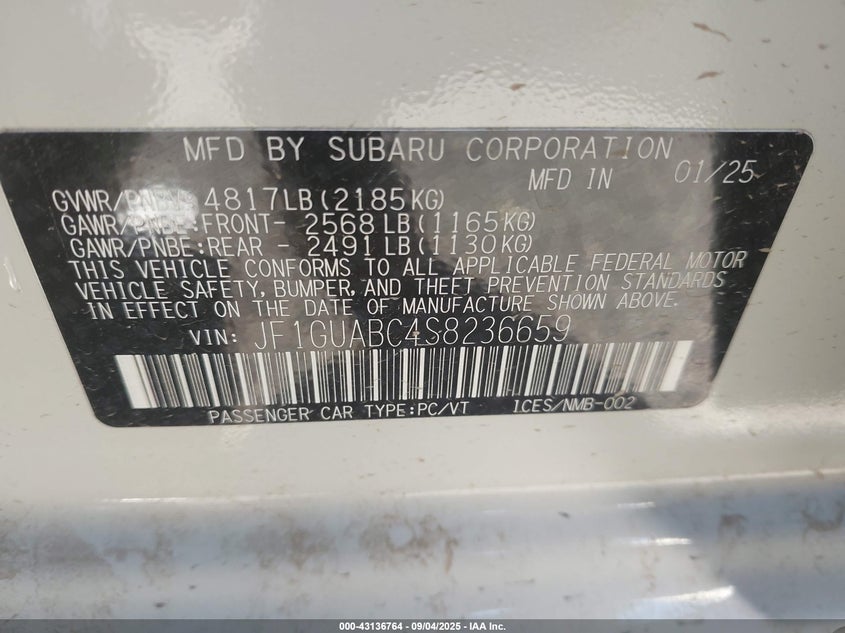 MFD BY SUBARU CORPORATION
MFD IN 01/25
4817LB(2185KG)
GAWR/PNBE:FRONT- 2568LB(1165KG)
GAWR/PNBE:REAR - 2491LB(1130KG)
THIS VEHICLE CONFORMS TO ALL APPLICABLE FEDERAL MOTOR
VEHICLE SAFETY, BUMPER, AND THEFT PREVENTION STANDARDS
IN EFFECT ON THE DATE OF MANUFACTURE SHOWN ABOVE.
VIN: JF1GUABC4S8236659
PASSENGER CAR TYPE:PC/VT ICES/NMB-002
000-43136764 - 09/04/2025 - IAA Inc.